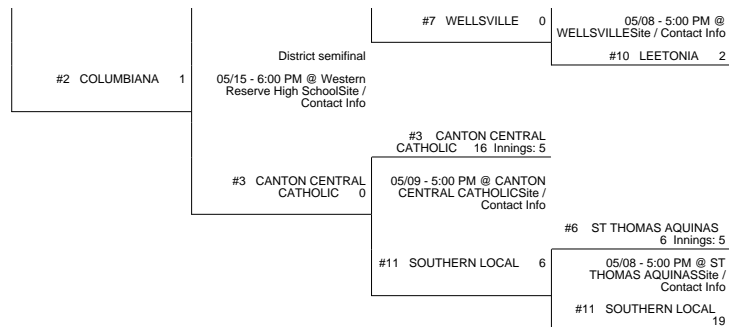 #7 WELLSVILLE 0
05/08 - 5:00 PM @
WELLSVILLESite / Contact Info
#10 LEETONIA 2
District semifinal
#2 COLUMBIANA 1
05/15 - 6:00 PM @ Western
Reserve High SchoolSite /
Contact Info
#3 CANTON CENTRAL
CATHOLIC 16 Innings: 5
#3 CANTON CENTRAL
CATHOLIC 0
05/09 - 5:00 PM @ CANTON
CENTRAL CATHOLICSite /
Contact Info
#6 ST THOMAS AQUINAS
6 Innings: 5
#11 SOUTHERN LOCAL 6
05/08 - 5:00 PM @ ST
THOMAS AQUINASSite /
Contact Info
#11 SOUTHERN LOCAL
19